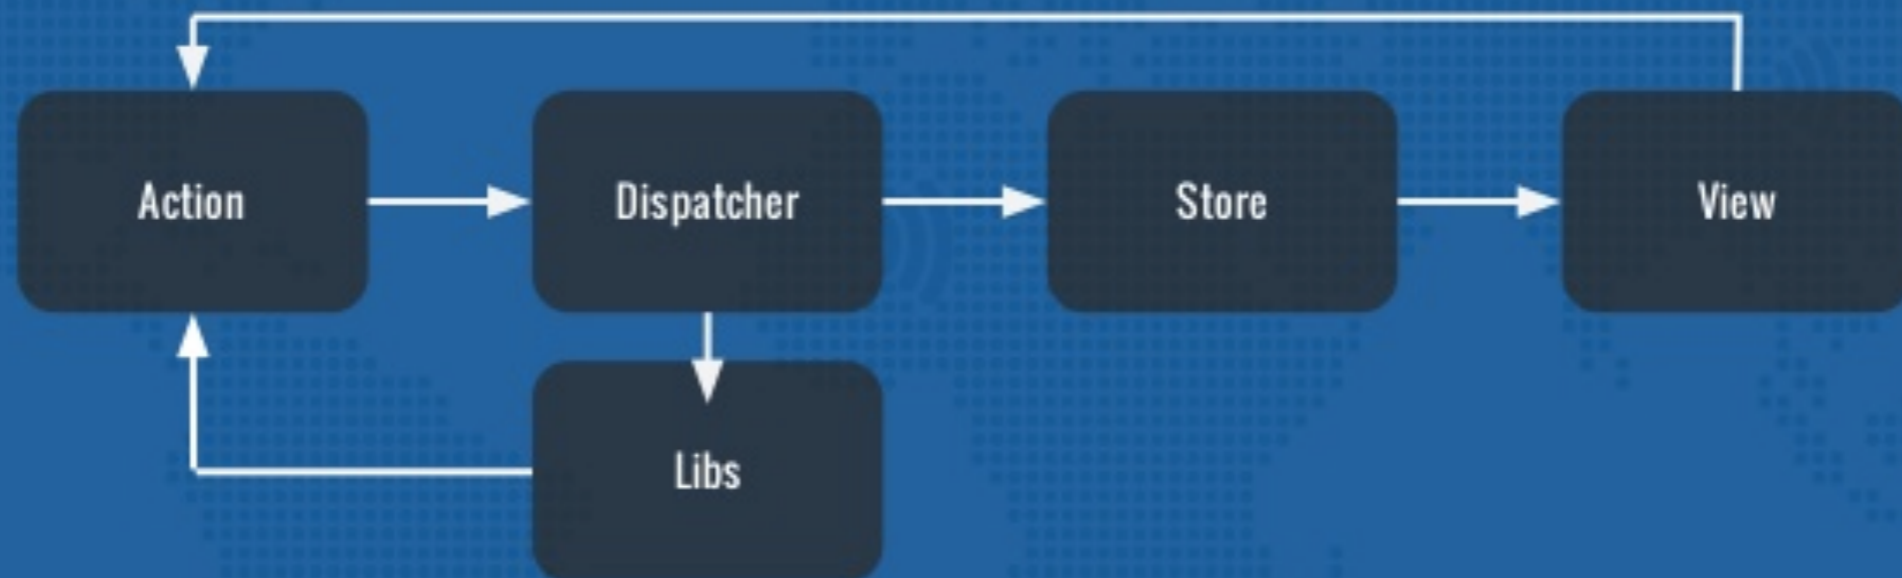 Action
Dispatcher
Store
View
Libs